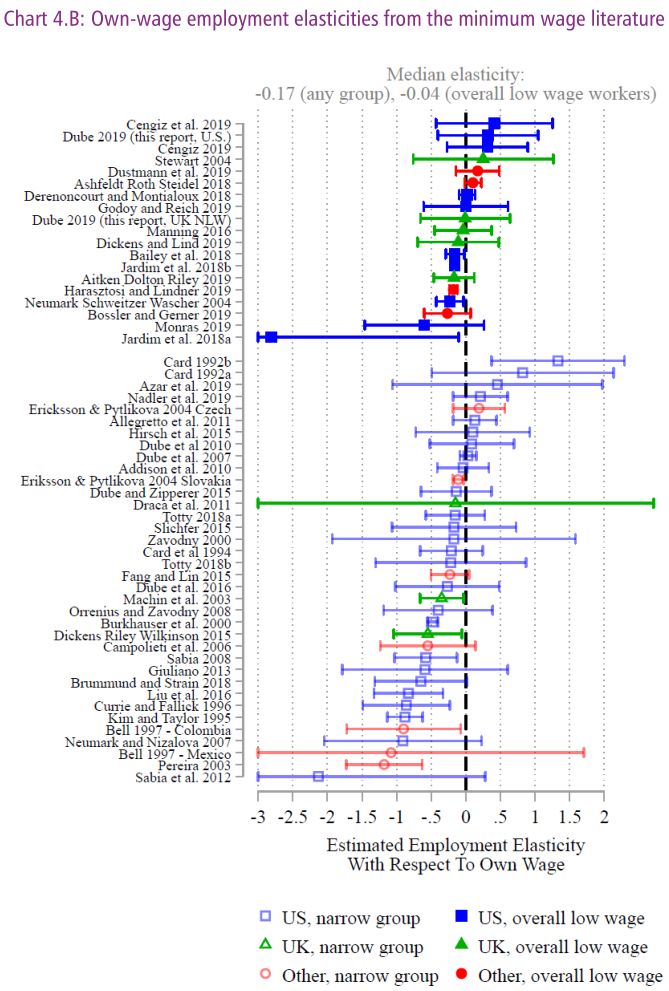 Chart 4.B: Own-wage employment elasticities from the minimum wage literature
Median elasticity:
-0.17 (any group), -0.04 (overall low wage workers)
Cengiz et al. 2019
Dube 2019 (this report, U.S.)
Cengiz 2019
Stewart 2004
Dustmann et al. 2019
Ashfeldt Roth Steidel 2018
Derenoncourt and Montialoux 2018
Godoy and Reich 2019
Dube 2019 (this report, UK NLW)
Manning 2016
Dickens and Lind 2019
Bailey et al. 2018
Jardim et al. 2018b
Aitken Dolton Riley 2019
Harasztosi and Lindner 2019
Neumark Schweitzer Wascher 2004
Bossler and Gerner 2019
Monras 2019
Jardim et al. 2018a
Card 1992b
Card 1992a
Azar et al. 2019
Nadler et al. 2019
Ericksson & Pytlikova 2004 Czech
Allegretto et al. 2011
Hirsch et al. 2015
Dube et al 2010
Dube et al. 2007
Addison et al. 2010
Eriksson & Pytlikova 2004 Slovakia
Dube and Zipperer 2015
Draca et al. 2011
Totty 2018a
Slichter 2015
Zavodny 2000
Card et al 1994
Totty 2018b
Fang and Lin 2015
Dube et al. 2016
Machin et al. 2003
Orrenius and Zavodny 2008
Burkhauser et al. 2000
Dickens Riley Wilkinson 2015
Campolieti et al. 2006
Sabia 2008
Giuliano 2013
Brummund and Strain 2018
Liu et al. 2016
Currie and Fallick 1996
Kim and Taylor 1995
Bell 1997 - Colombia
Neumark and Nizalova 2007
Bell 1997 - Mexico
Pereira 2003
Sabia et al. 2012
-3 -2.5 -2 -1.5 -1 -.5 0 .5 1 1.5 2
Estimated Employment Elasticity
With Respect To Own Wage
US, narrow group US, overall low wage
UK, narrow group UK, overall low wage
Other, narrow group Other, overall low wage